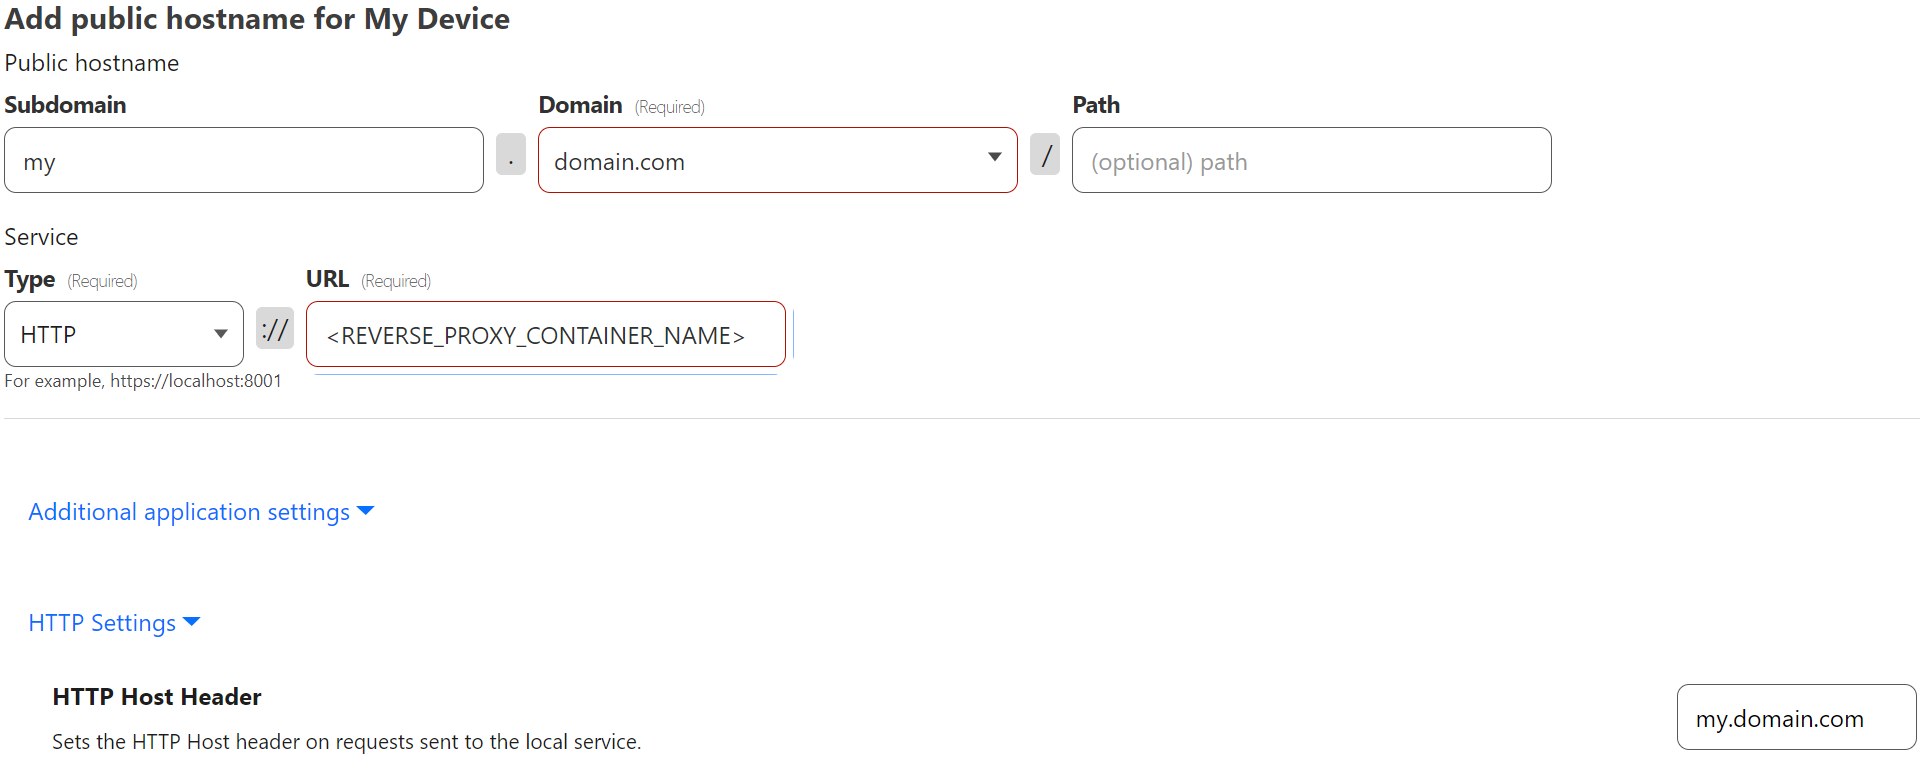 Add public hostname for My Device
Public hostname
Subdomain Domain (Required) Path
my . domain.com / (optional) path
Service
Type (Required) URL (Required)
HTTP :// <REVERSE_PROXY_CONTAINER_NAME>
For example, https://localhost:8001
Additional application settings
HTTP Settings
HTTP Host Header
my.domain.com
Sets the HTTP Host header on requests sent to the local service.